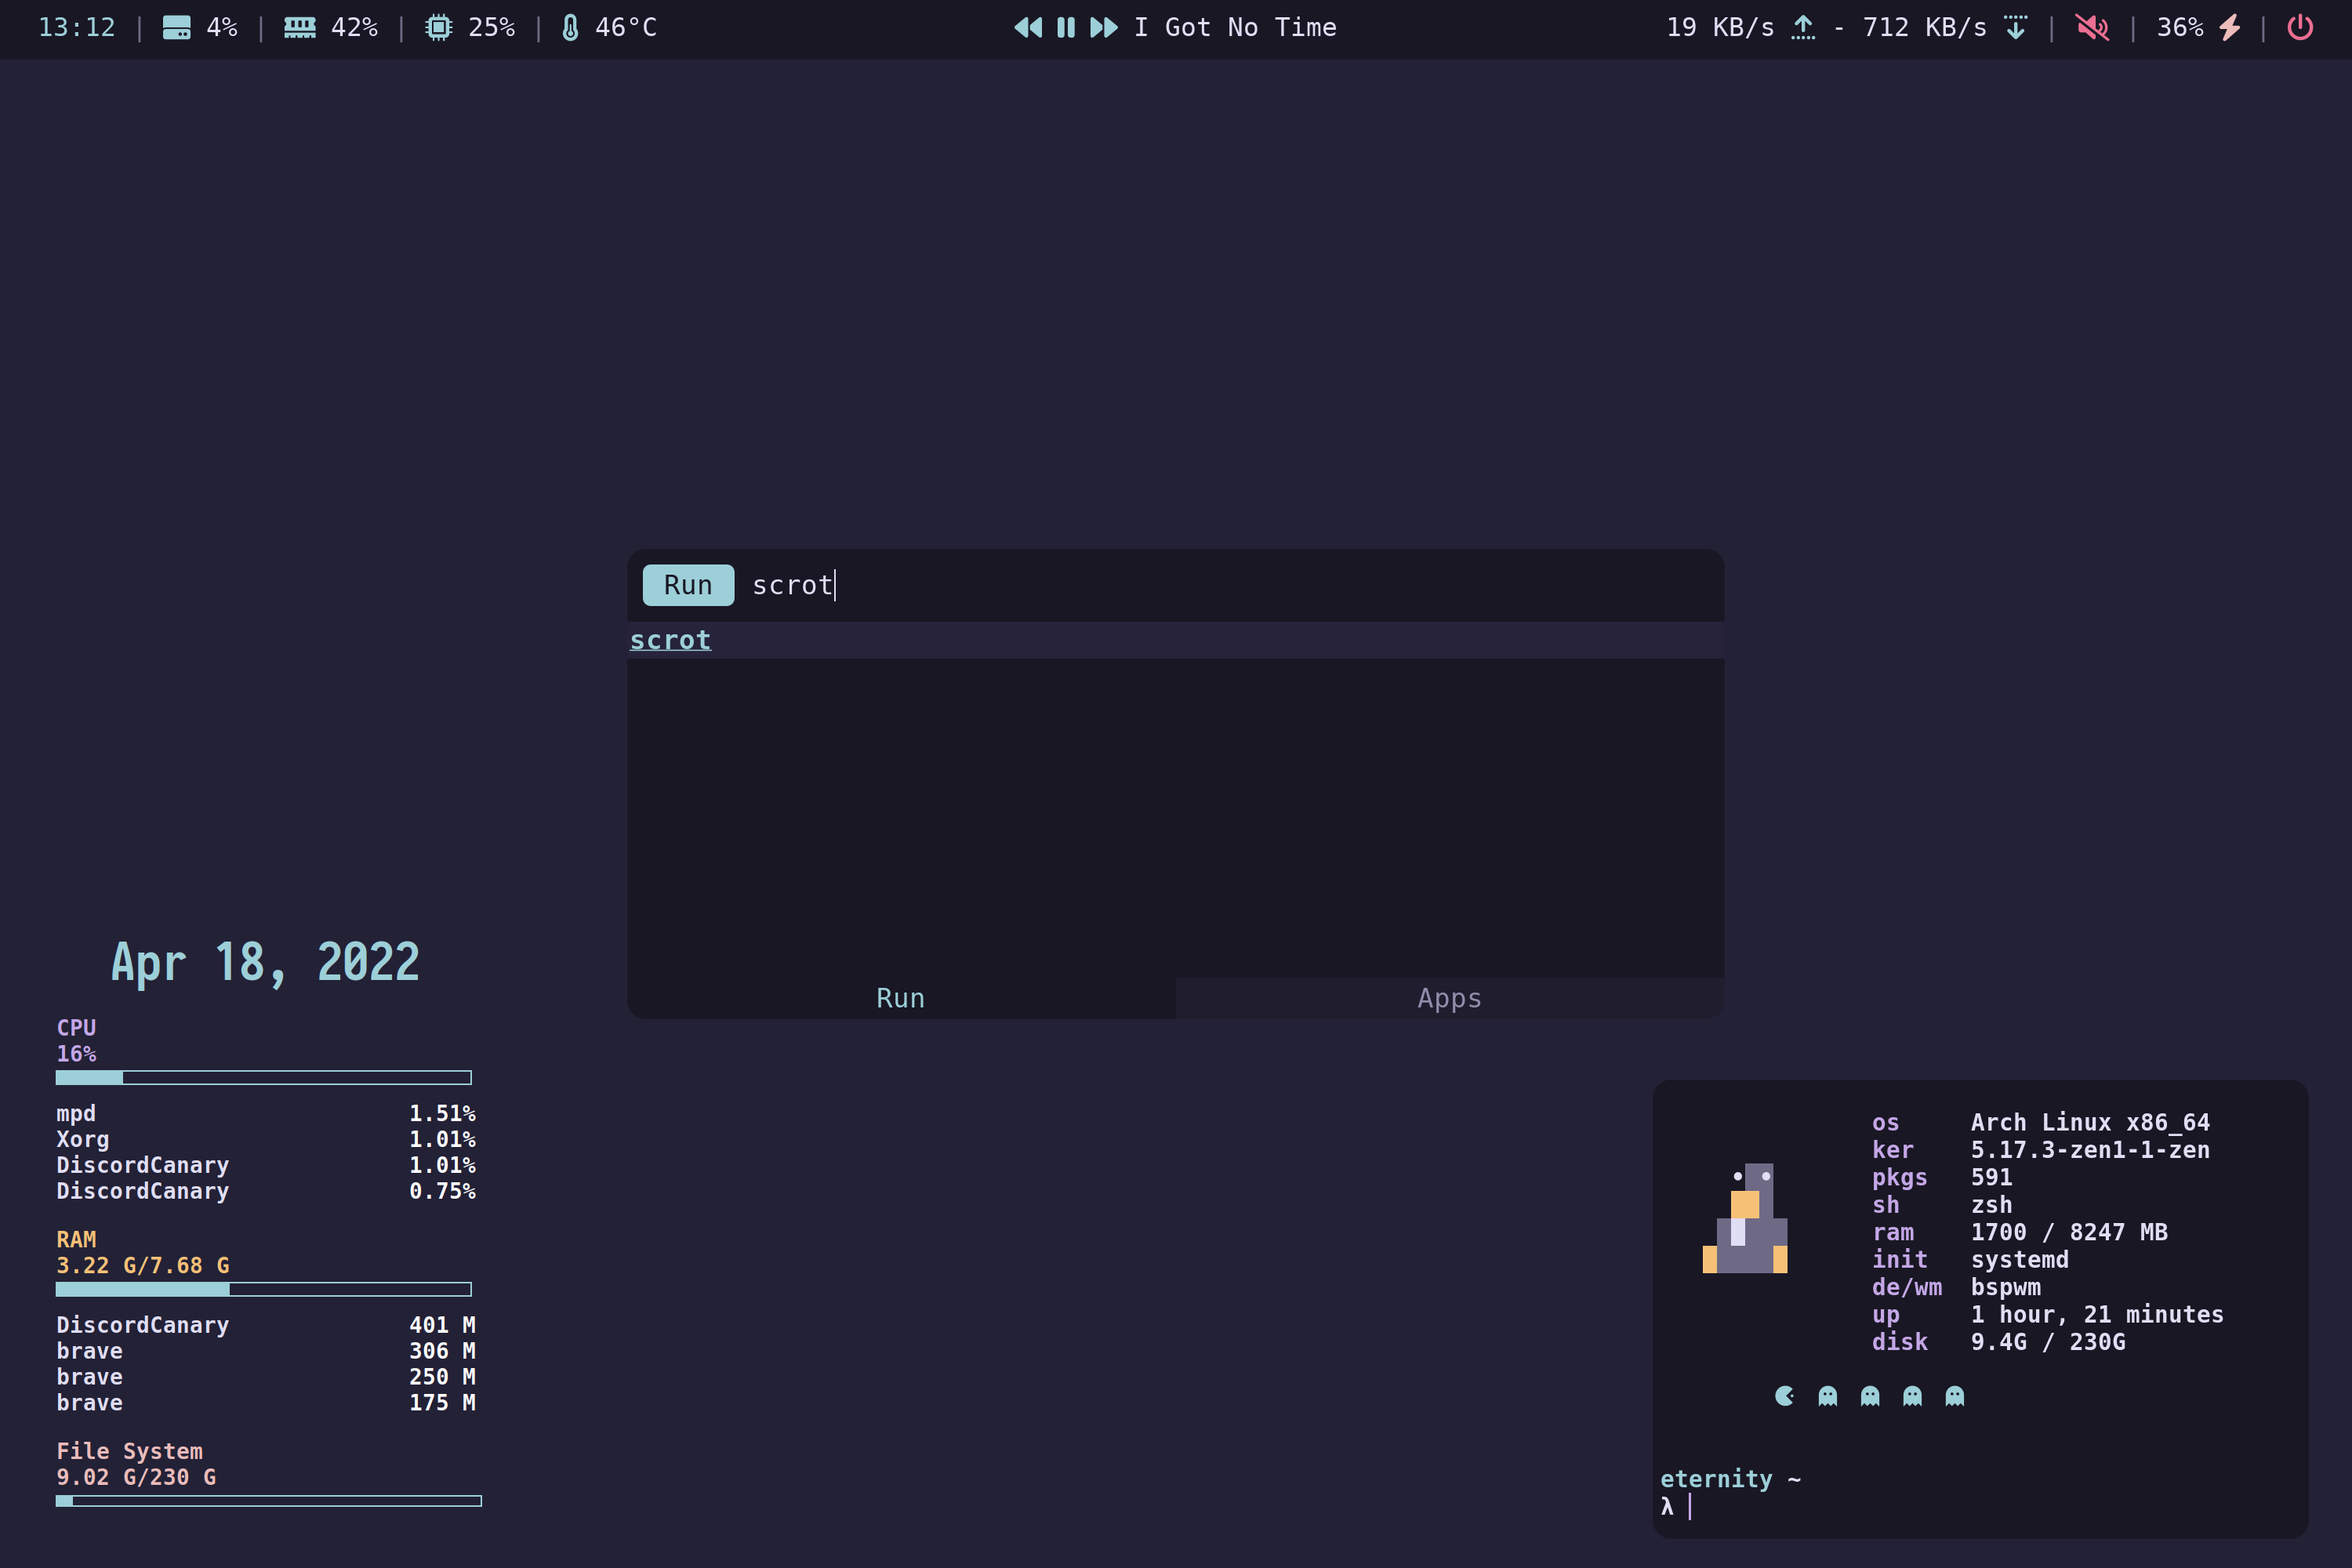 13:12 | 4% | 42% | 25% | 46°C
I Got No Time
19 KB/s - 712 KB/s | | 36% |
Run scrot
scrot
Run Apps
Apr 18, 2022
CPU
16%
mpd 1.51%
Xorg 1.01%
DiscordCanary 1.01%
DiscordCanary 0.75%
RAM
3.22 G/7.68 G
DiscordCanary 401 M
brave 306 M
brave 250 M
brave 175 M
File System
9.02 G/230 G
os Arch Linux x86_64
ker 5.17.3-zen1-1-zen
pkgs 591
sh zsh
ram 1700 / 8247 MB
init systemd
de/wm bspwm
up 1 hour, 21 minutes
disk 9.4G / 230G
eternity ~
λ